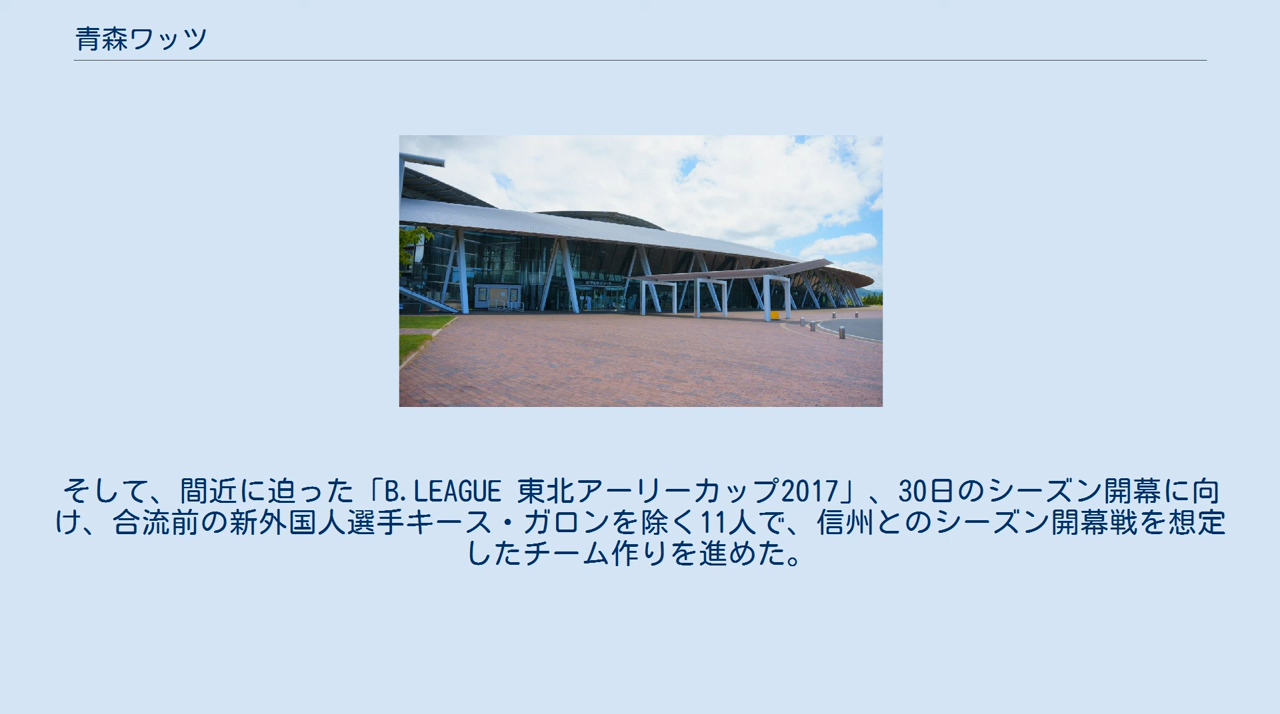 青森ワッツ
そして、間近に迫った「B.LEAGUE 東北アーリーカップ2017」、30日のシーズン開幕に向
け、合流前の新外国人選手キース・ガロンを除く11人で、信州とのシーズン開幕戦を想定
したチーム作りを進めた。